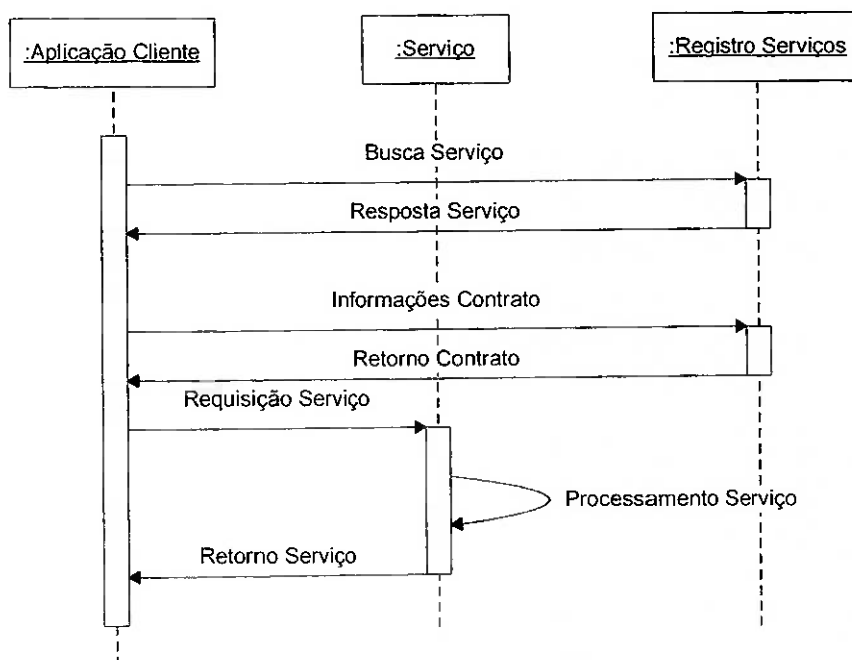 :Aplicação Cliente
:Serviço
:Registro Serviços
Busca Serviço
Resposta Serviço
Informações Contrato
Retorno Contrato
Requisição Serviço
Processamento Serviço
Retorno Serviço